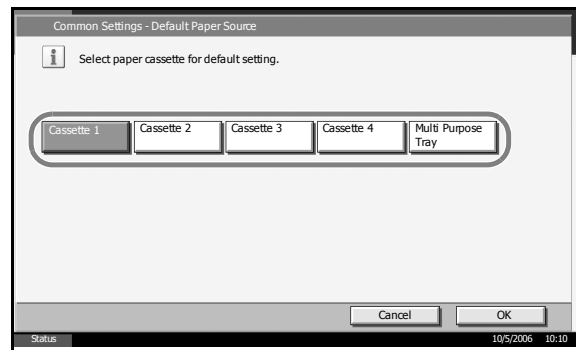 Common Settings - Default Paper Source
Select paper cassette for default setting.
Cassette 1 Cassette 2 Cassette 3 Cassette 4 Multi Purpose
Tray
Cancel OK
Status 10/5/2006 10:10